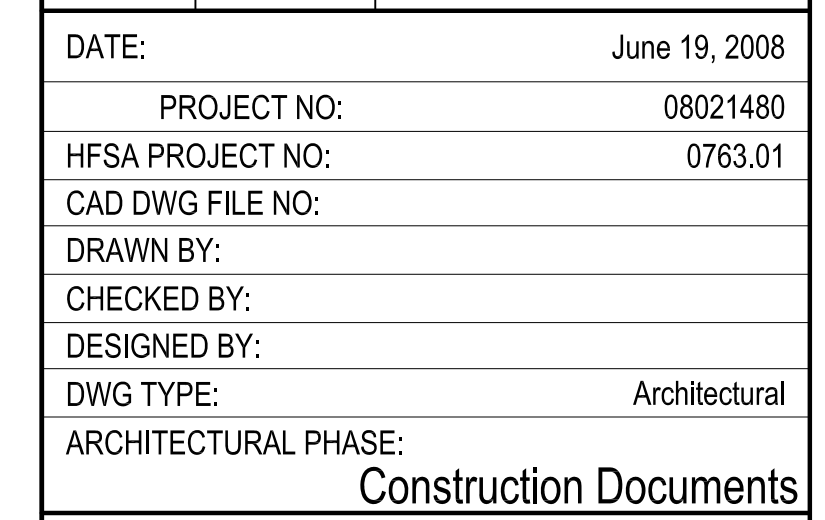 DATE: June 19, 2008
PROJECT NO: 08021480
HFSA PROJECT NO: 0763.01
CAD DWG FILE NO:
DRAWN BY:
CHECKED BY:
DESIGNED BY:
DWG TYPE: Architectural
ARCHITECTURAL PHASE:
Construction Documents